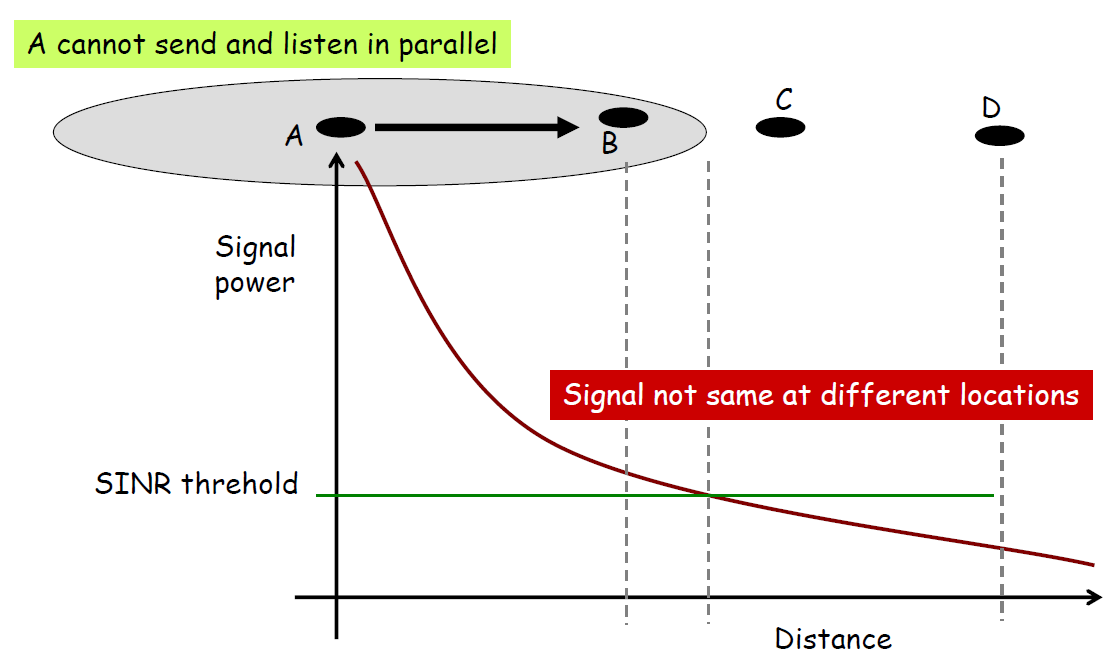 A cannot send and listen in parallel
C
D
A
B
Signal
power
Signal not same at different locations
SINR threhold
Distance